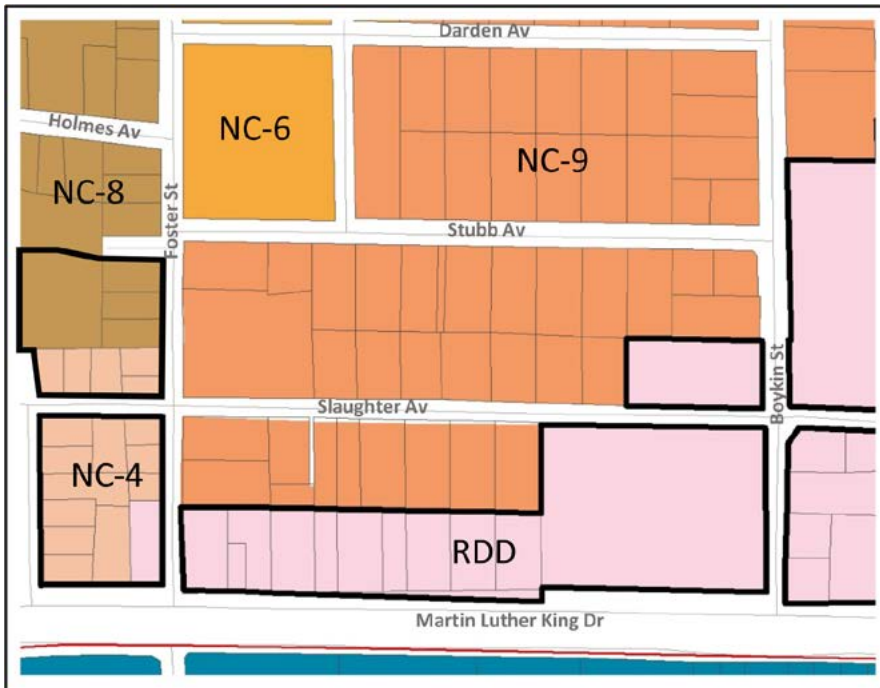 Darden Av
Holmes Av
NC-6
NC-9
NC-8
Foster St
Stubb Av
Boykin St
Slaughter Av
NC-4
RDD
Martin Luther King Dr